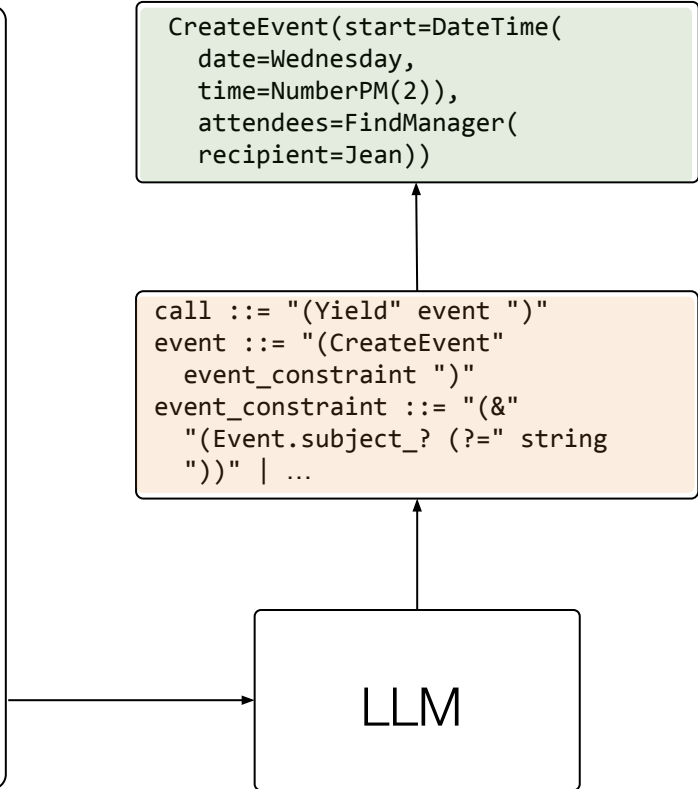 CreateEvent(start=DateTime(
date=Wednesday,
time=NumberPM(2)),
attendees=FindManager(
recipient=Jean))
call ::= "(Yield" event ")"
event ::= "(CreateEvent"
event_constraint ")"
event_constraint ::= "(&"
"(Event.subject_? (?=" string
"))" | …
LLM